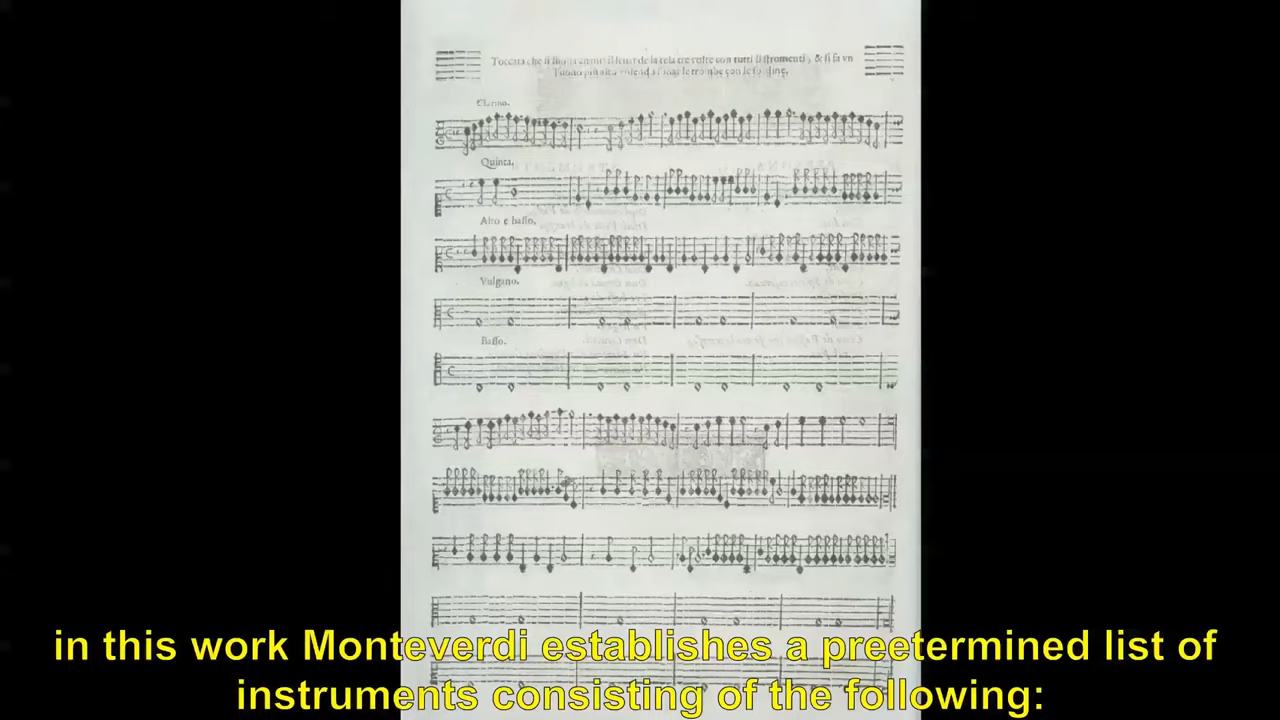 Toccata che si suona avanti il levar de la tela tre volte con tutti li stromenti, & si fa vn
Tuono più alto volendo sonar le trombe con le sordine.
Clarino.
Quinta.
Alto e basso.
Vulgano.
Basso.
in this work Monteverdi establishes a preetermined list of
instruments consisting of the following: